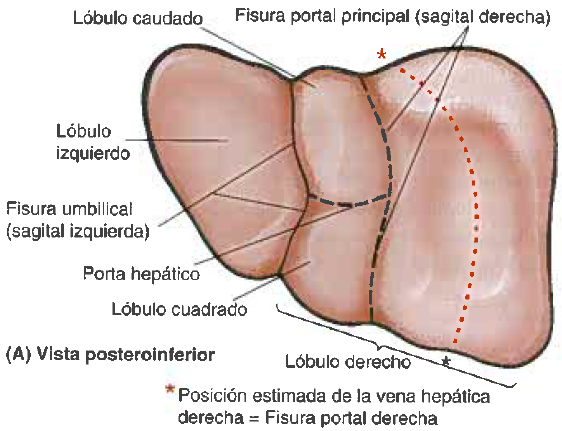 Lóbulo caudado
Fisura portal principal (sagital derecha)
*
Lóbulo
izquierdo
Fisura umbilical
(sagital izquierda)
Porta hepático
Lóbulo cuadrado
(A) Vista posteroinferior
Lóbulo derecho
*
* Posición estimada de la vena hepática
derecha = Fisura portal derecha